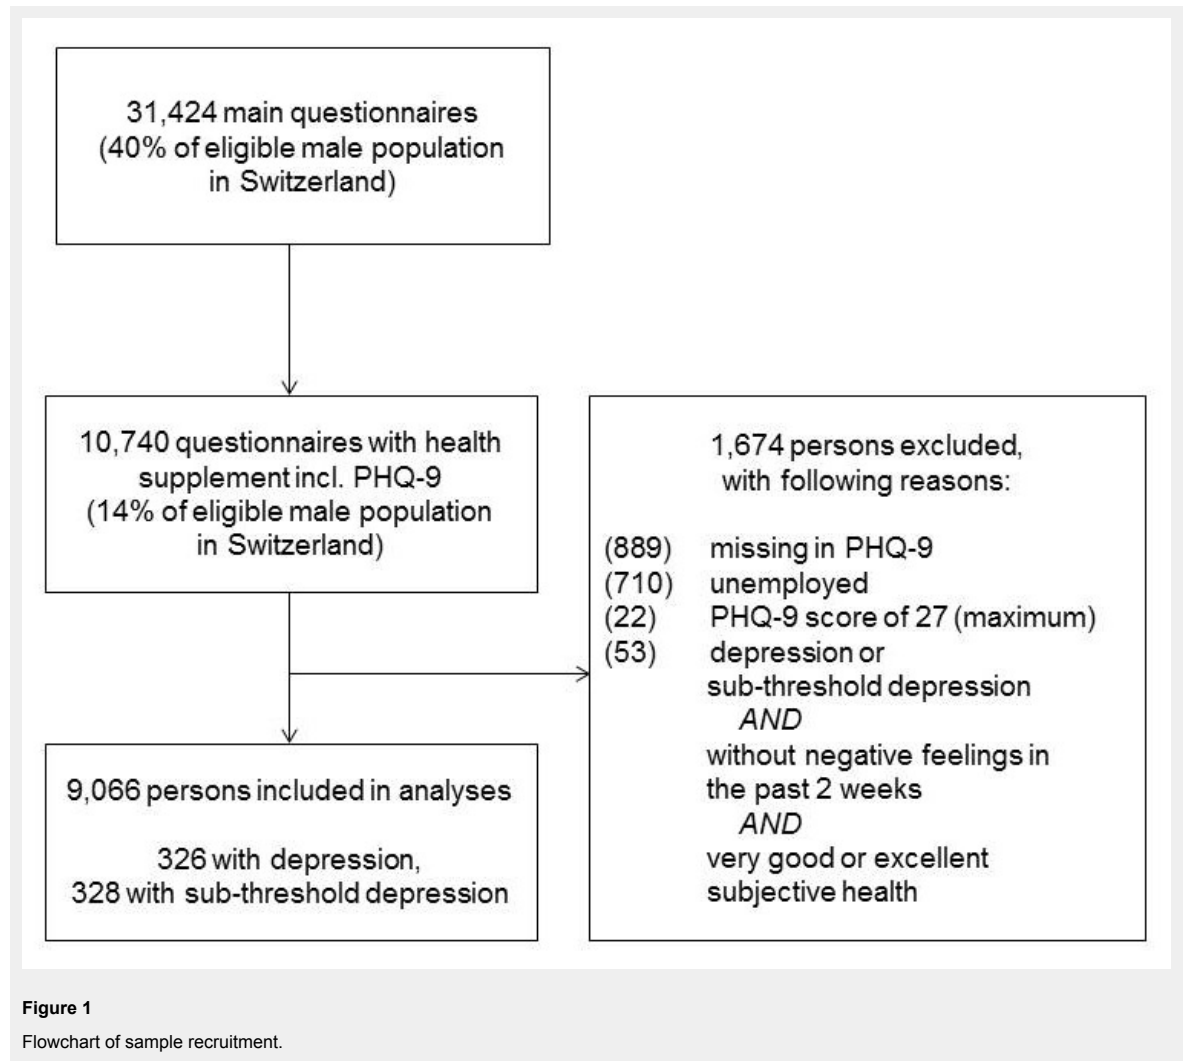 31,424 main questionnaires
(40% of eligible male population
in Switzerland)
10,740 questionnaires with health
supplement incl. PHQ-9
(14% of eligible male population
in Switzerland)
1,674 persons excluded,
with following reasons:
(889) missing in PHQ-9
(710) unemployed
(22) PHQ-9 score of 27 (maximum)
(53) depression or
sub-threshold depression
AND
without negative feelings in
the past 2 weeks
AND
very good or excellent
subjective health
9,066 persons included in analyses
326 with depression,
328 with sub-threshold depression
Figure 1
Flowchart of sample recruitment.